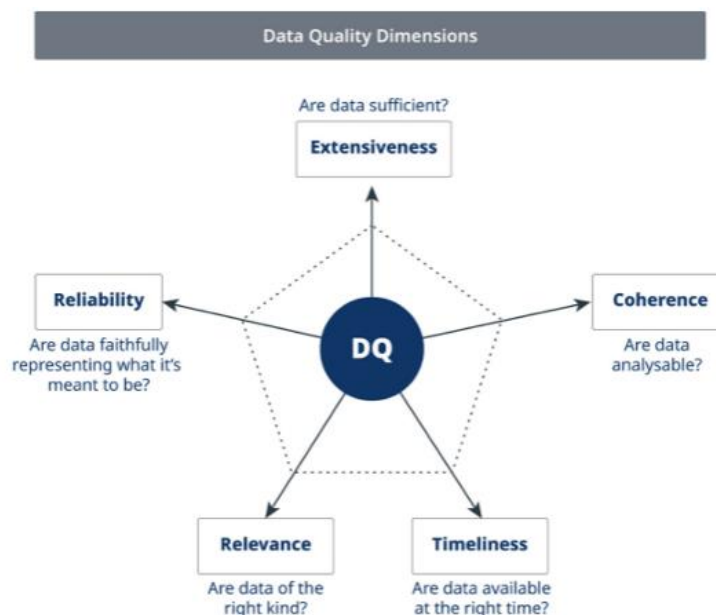 Data Quality Dimensions
Are data sufficient?
Extensiveness
Reliability
Are data faithfully
representing what it's
meant to be?
DQ
Coherence
Are data
analysable?
Relevance
Are data of the
right kind?
Timeliness
Are data available
at the right time?